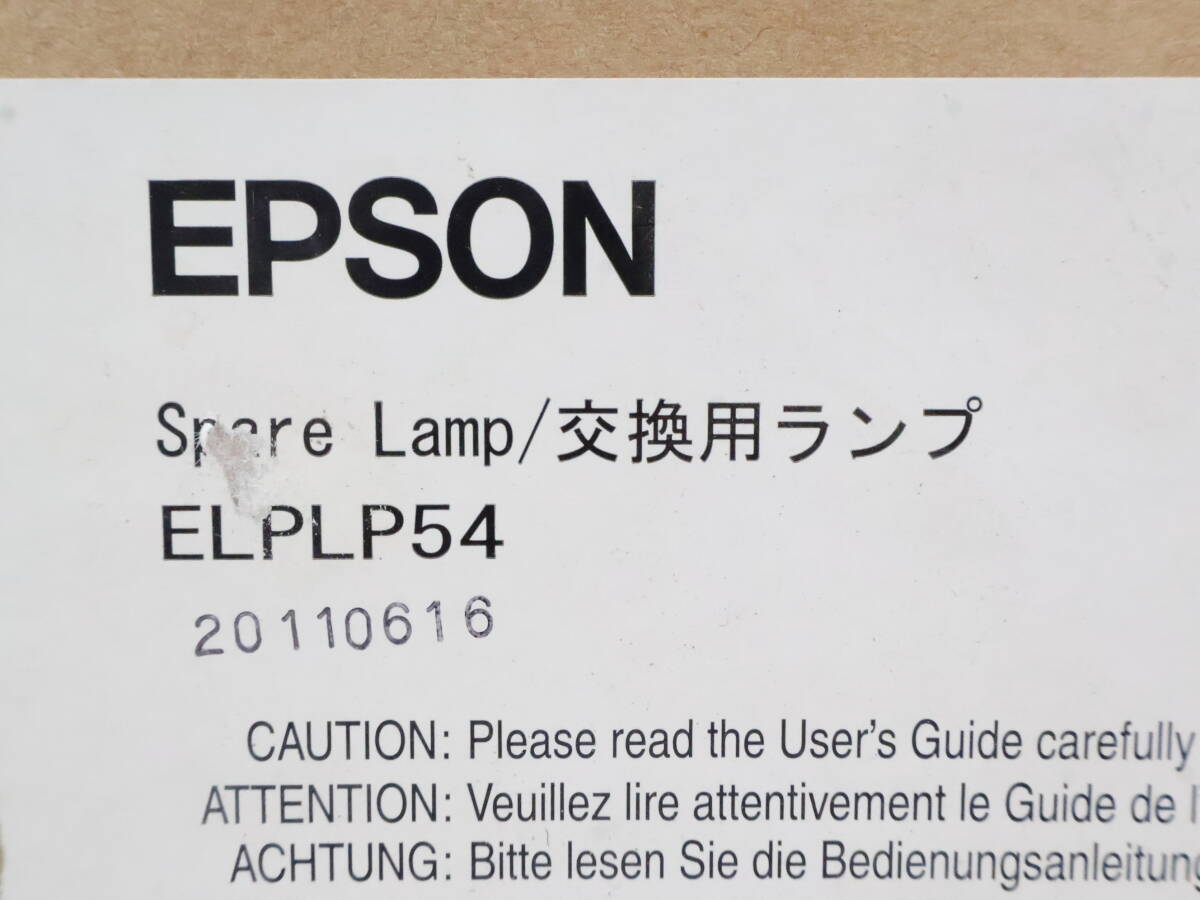 EPSON
Spare Lamp/交換用ランプ
ELPLP54
20110616
CAUTION: Please read the User's Guide carefully
ATTENTION: Veuillez lire attentivement le Guide de l
ACHTUNG: Bitte lesen Sie die Bedienungsanleitung